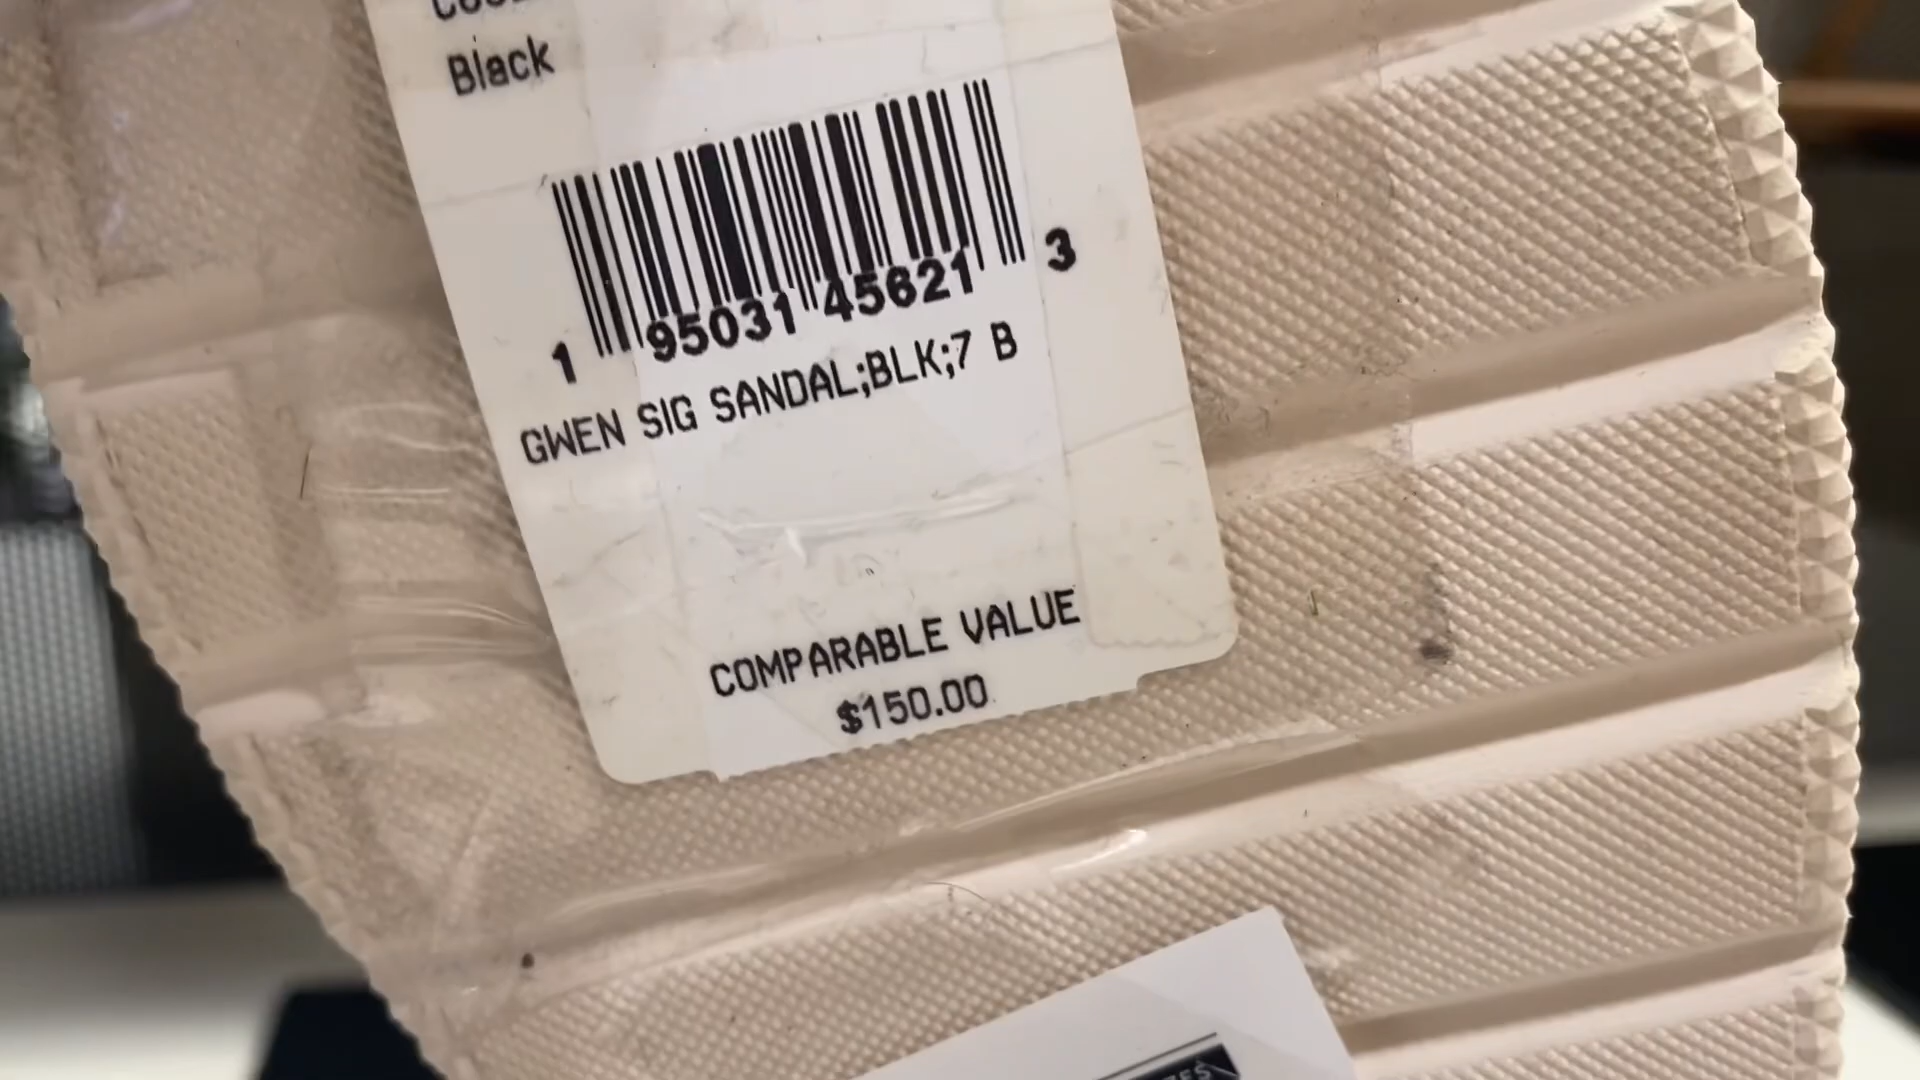 Black
1 95031 45621 3
GWEN SIG SANDAL;BLK;7 B
COMPARABLE VALUE
$150.00